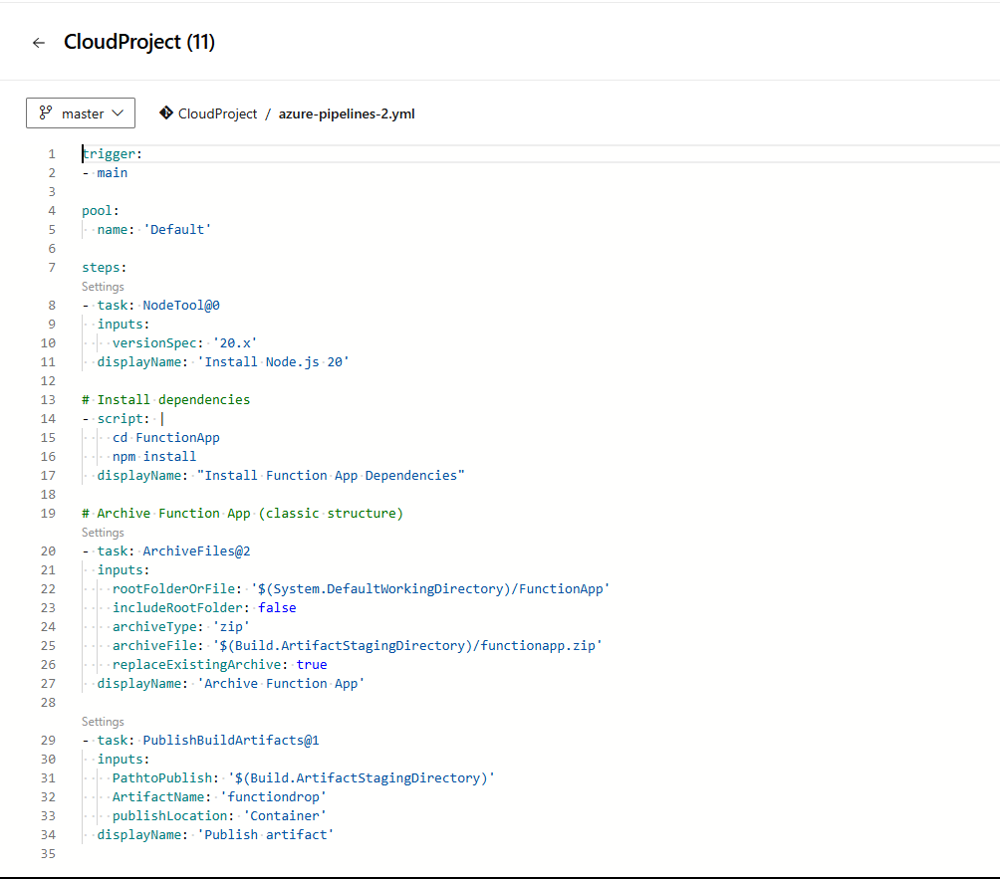 ← CloudProject (11)
master CloudProject / azure-pipelines-2.yml
1 trigger:
2 - main
3
4 pool:
5   name: 'Default'
6
7 steps:
Settings
8 - task: NodeTool@0
9   inputs:
10     versionSpec: '20.x'
11   displayName: 'Install Node.js 20'
12
13 # Install dependencies
14 - script: |
15     cd FunctionApp
16     npm install
17   displayName: "Install Function App Dependencies"
18
19 # Archive Function App (classic structure)
Settings
20 - task: ArchiveFiles@2
21   inputs:
22     rootFolderOrFile: '$(System.DefaultWorkingDirectory)/FunctionApp'
23     includeRootFolder: false
24     archiveType: 'zip'
25     archiveFile: '$(Build.ArtifactStagingDirectory)/functionapp.zip'
26     replaceExistingArchive: true
27   displayName: 'Archive Function App'
28
Settings
29 - task: PublishBuildArtifacts@1
30   inputs:
31     PathtoPublish: '$(Build.ArtifactStagingDirectory)'
32     ArtifactName: 'functiondrop'
33     publishLocation: 'Container'
34   displayName: 'Publish artifact'
35